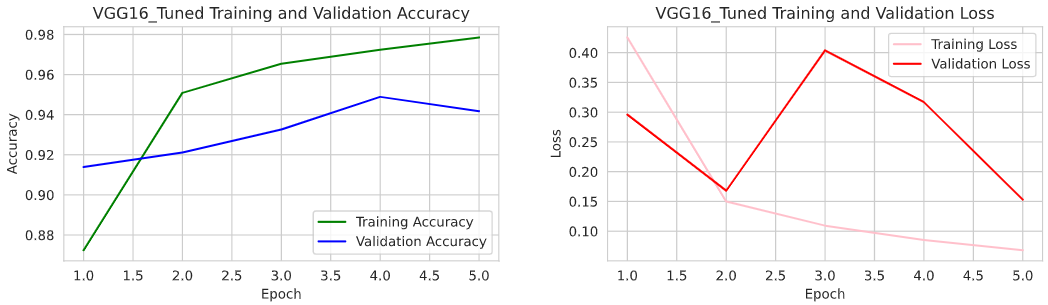 VGG16_Tuned Training and Validation Accuracy
0.98
0.96
0.94
0.92
0.90
0.88
Accuracy
Training Accuracy
Validation Accuracy
1.0 1.5 2.0 2.5 3.0 3.5 4.0 4.5 5.0
Epoch
VGG16_Tuned Training and Validation Loss
0.40
0.35
0.30
0.25
0.20
0.15
0.10
Loss
Training Loss
Validation Loss
1.0 1.5 2.0 2.5 3.0 3.5 4.0 4.5 5.0
Epoch